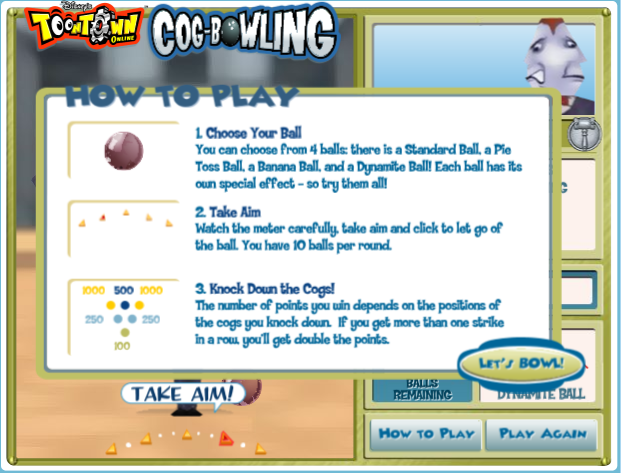 Disney's
TOONTOWN
ONLINE
COG-BOWLING
HOW TO PLAY
1. Choose Your Ball
You can choose from 4 balls: there is a Standard Ball, a Pie
Toss Ball, a Banana Ball, and a Dynamite Ball! Each ball has its
own special effect - so try them all!
2. Take Aim
Watch the meter carefully, take aim and click to let go of
the ball. You have 10 balls per round.
1000 500 1000
250 250
100
3. Knock Down the Cogs!
The number of points you win depends on the positions of
the cogs you knock down. If you get more than one strike
in a row, you'll get double the points.
LET'S BOWL!
TAKE AIM!
BALLS
REMAINING
DYNAMITE BALL
HOW TO PLAY
PLAY AGAIN